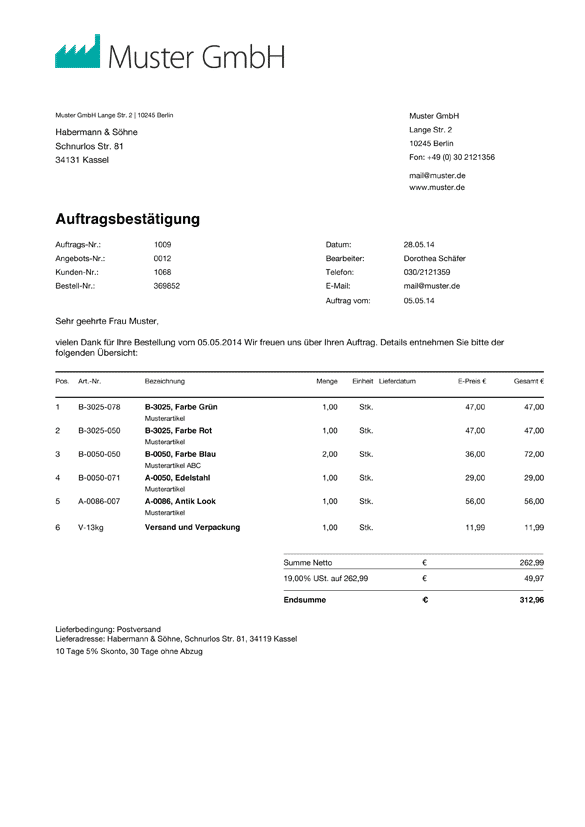 Muster GmbH
Muster GmbH Lange Str. 2 | 10245 Berlin
Habermann & Söhne
Schnurlos Str. 81
34131 Kassel
Muster GmbH
Lange Str. 2
10245 Berlin
Fon: +49 (0) 30 2121356
mail@muster.de
www.muster.de
Auftragsbestätigung
Auftrags-Nr.: 1009 Datum: 28.05.14
Angebots-Nr.: 0012 Bearbeiter: Dorothea Schäfer
Kunden-Nr.: 1068 Telefon: 030/2121359
Bestell-Nr.: 369852 E-Mail: mail@muster.de
Auftrag vom: 05.05.14
Sehr geehrte Frau Muster,
vielen Dank für Ihre Bestellung vom 05.05.2014 Wir freuen uns über Ihren Auftrag. Details entnehmen Sie bitte der
folgenden Übersicht:
Pos. Art.-Nr. Bezeichnung Menge Einheit Lieferdatum E-Preis € Gesamt €
1 B-3025-078 B-3025, Farbe Grün 1,00 Stk. 47,00 47,00
Musterartikel
2 B-3025-050 B-3025, Farbe Rot 1,00 Stk. 47,00 47,00
Musterartikel
3 B-0050-050 B-0050, Farbe Blau 2,00 Stk. 36,00 72,00
Musterartikel ABC
4 B-0050-071 A-0050, Edelstahl 1,00 Stk. 29,00 29,00
Musterartikel
5 A-0086-007 A-0086, Antik Look 1,00 Stk. 56,00 56,00
Musterartikel
6 V-13kg Versand und Verpackung 1,00 Stk. 11,99 11,99
Summe Netto € 262,99
19,00% USt. auf 262,99 € 49,97
Endsumme € 312,96
Lieferbedingung: Postversand
Lieferadresse: Habermann & Söhne, Schnurlos Str. 81, 34119 Kassel
10 Tage 5% Skonto, 30 Tage ohne Abzug